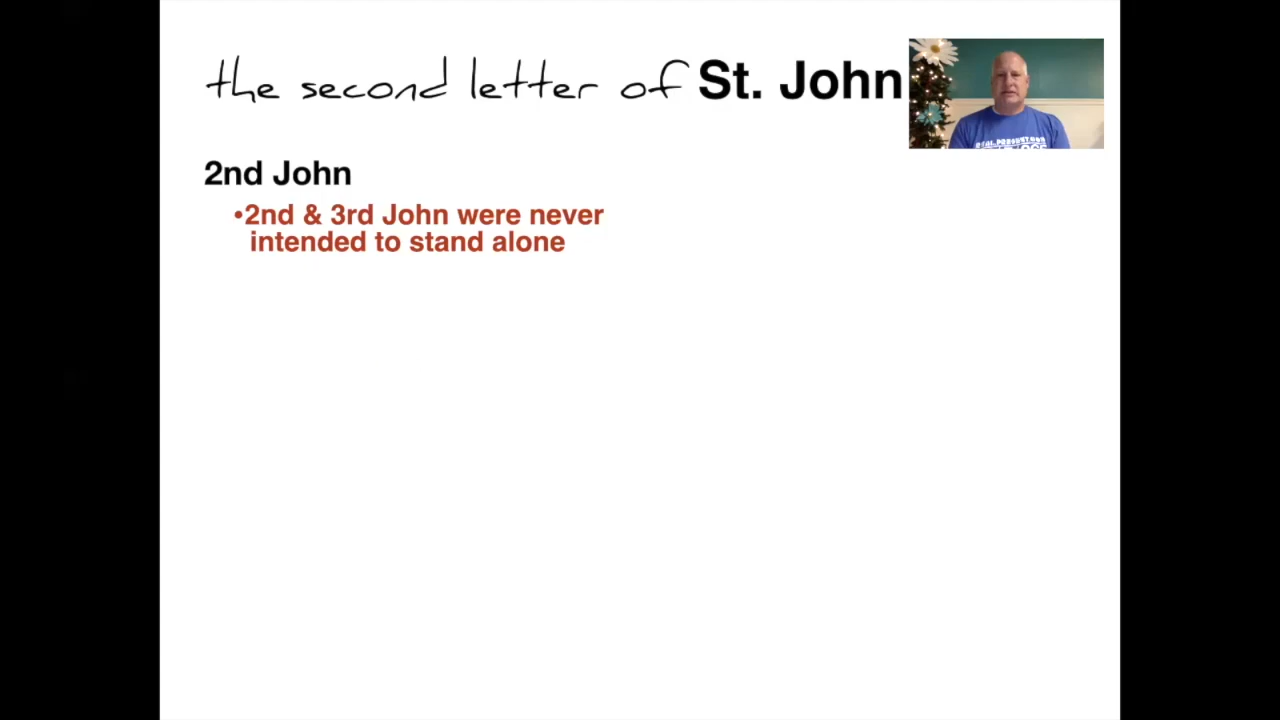 the second letter of St. John
2nd John
•2nd & 3rd John were never
intended to stand alone